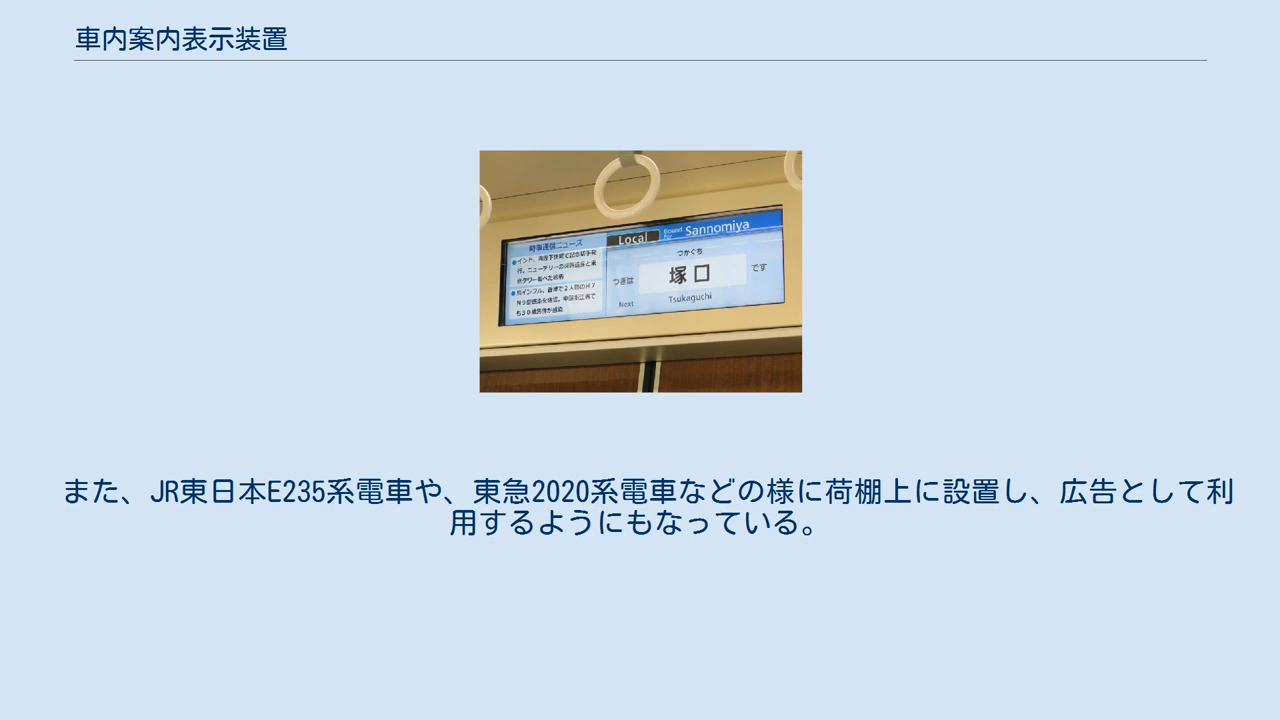 車内案内表示装置
時事通信ニュース
Local
Bound for
Sannomiya
つかぐち
つぎは
塚口
です
Next
Tsukaguchi
また、JR東日本E235系電車や、東急2020系電車などの様に荷棚上に設置し、広告として利
用するようにもなっている。